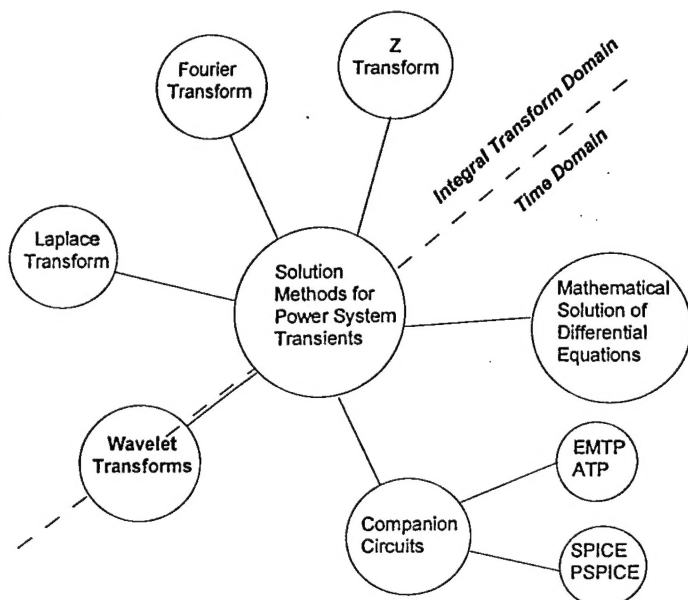 Z
Transform
Fourier
Transform
Integral Transform Domain
Time Domain
Laplace
Transform
Solution
Methods for
Power System
Transients
Mathematical
Solution of
Differential
Equations
Wavelet
Transforms
EMTP
ATP
Companion
Circuits
SPICE
PSPICE